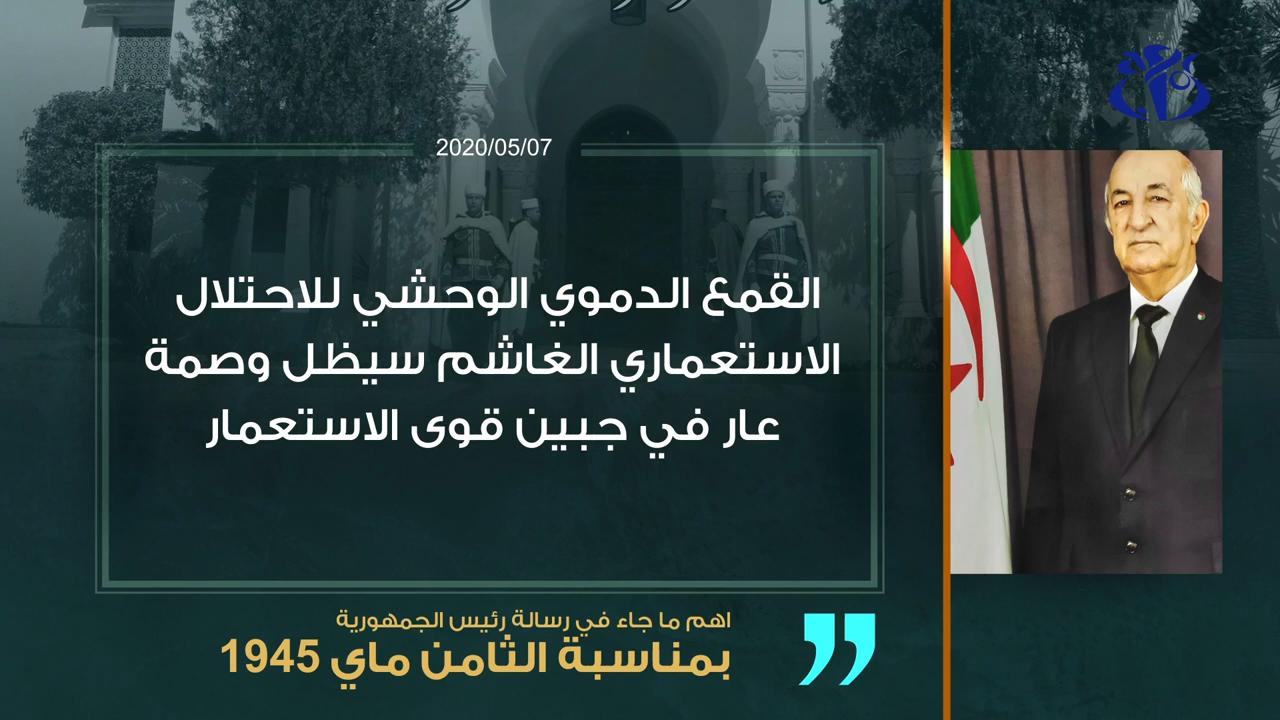 2020/05/07
القمع الدموي الوحشي للاحتلال
الاستعماري الغاشم سيظل وصمة
عار في جبين قوى الاستعمار
اهم ما جاء في رسالة رئيس الجمهورية
بمناسبة الثامن ماي 1945